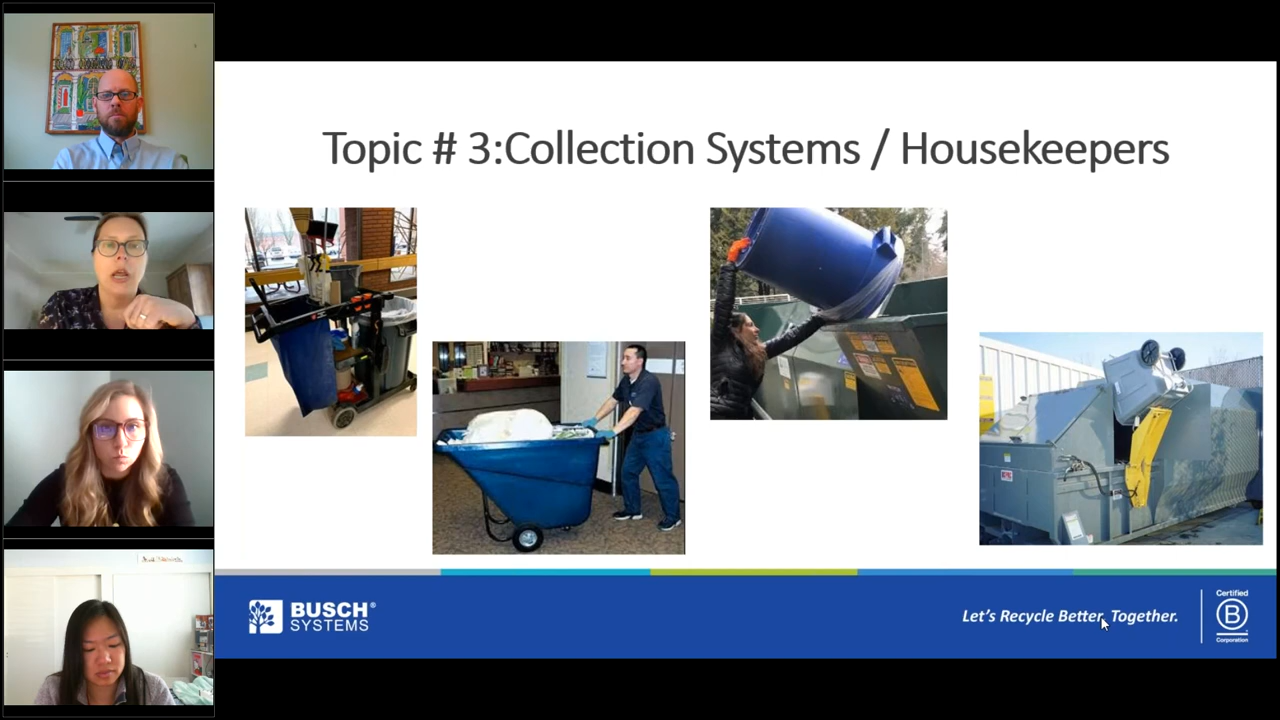 Topic # 3:Collection Systems / Housekeepers
BUSCH®
SYSTEMS
Let's Recycle Better, Together.
Certified
B
Corporation